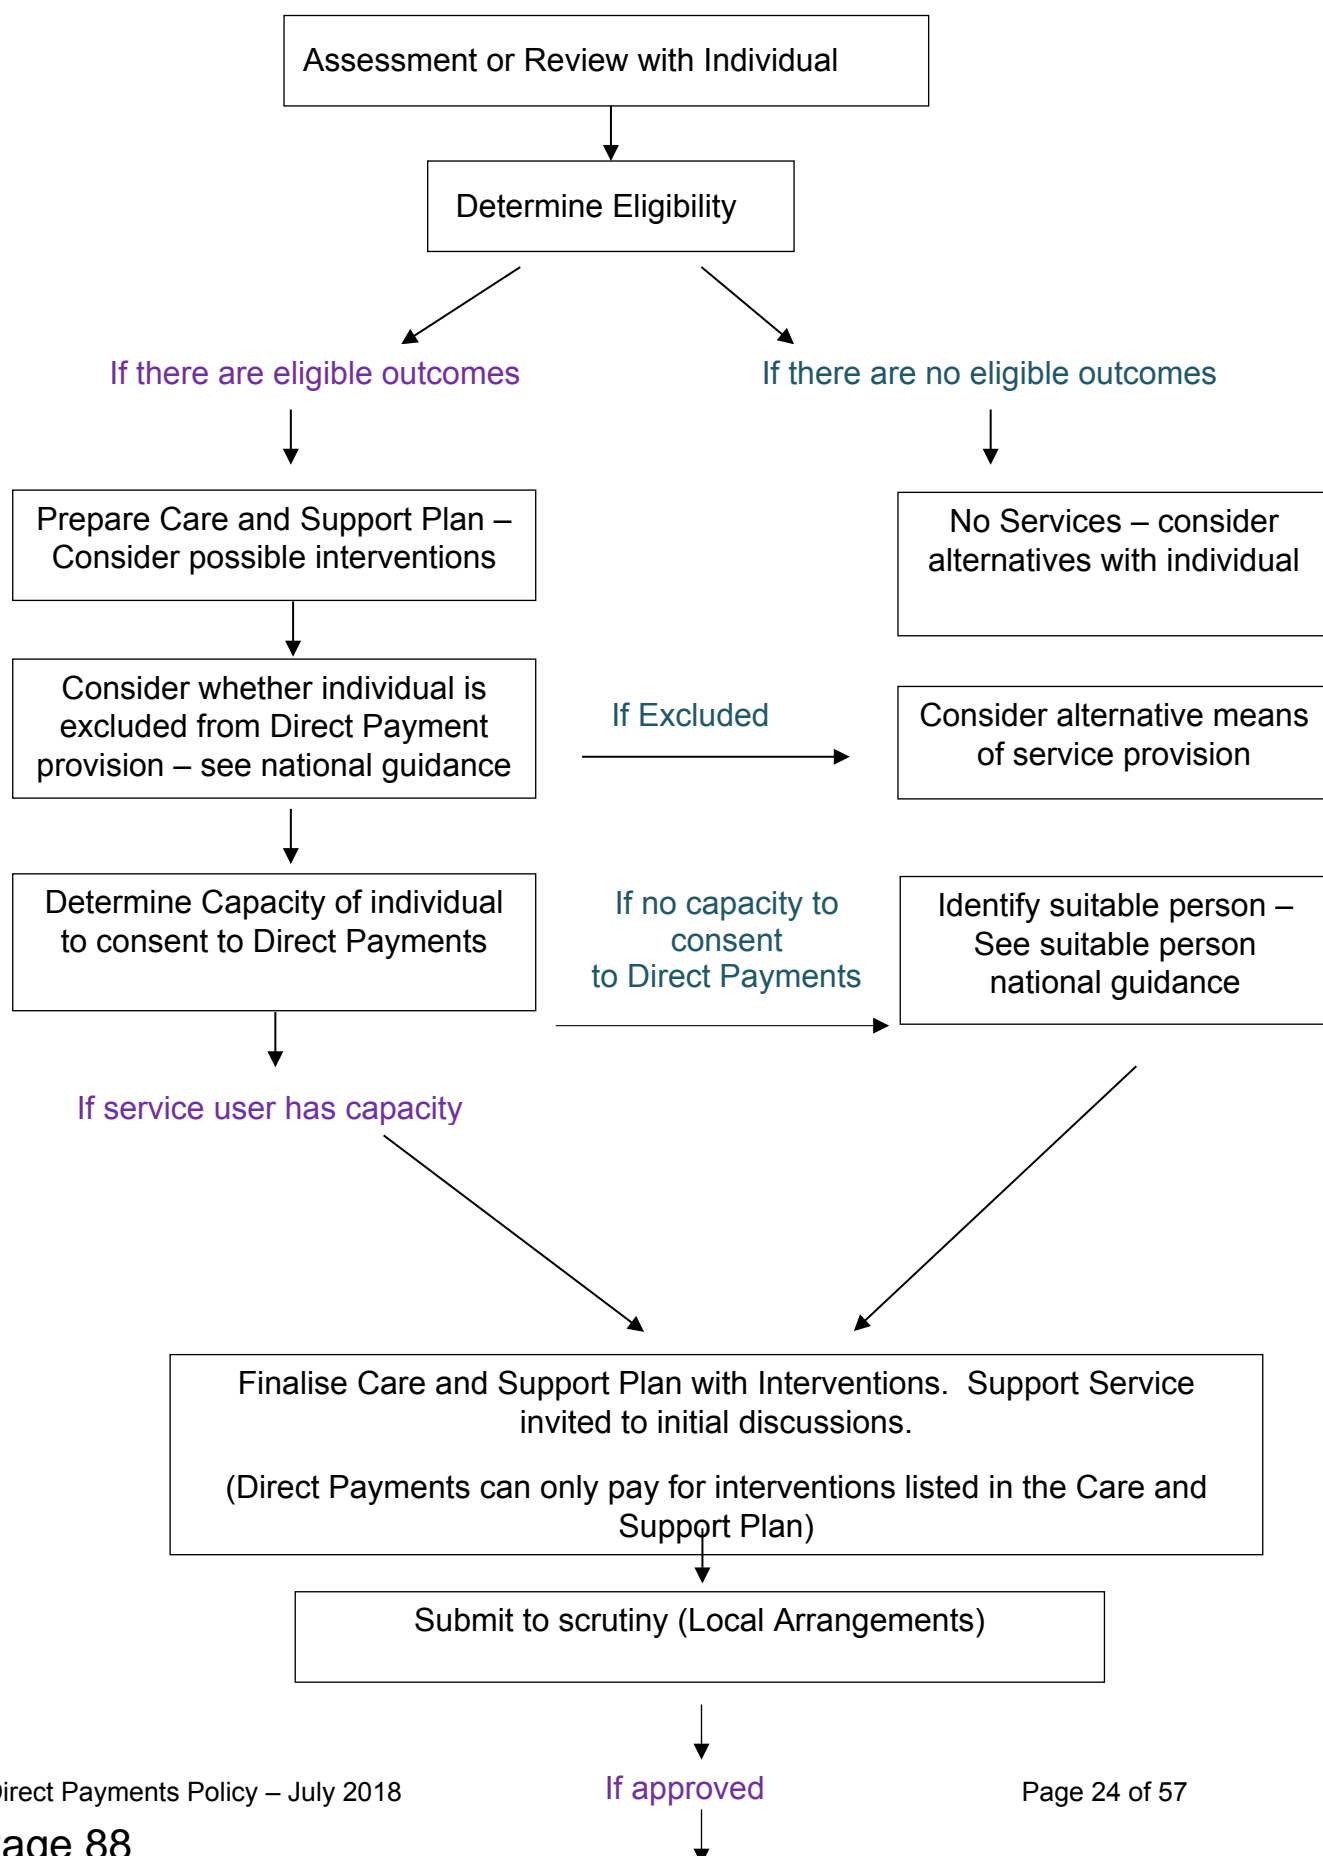 Assessment or Review with Individual
Determine Eligibility
If there are eligible outcomes
If there are no eligible outcomes
Prepare Care and Support Plan –
Consider possible interventions
No Services – consider
alternatives with individual
Consider whether individual is
excluded from Direct Payment
provision – see national guidance
If Excluded
Consider alternative means
of service provision
Determine Capacity of individual
to consent to Direct Payments
If no capacity to
consent
to Direct Payments
Identify suitable person –
See suitable person
national guidance
If service user has capacity
Finalise Care and Support Plan with Interventions.  Support Service
invited to initial discussions.
(Direct Payments can only pay for interventions listed in the Care and
Support Plan)
Submit to scrutiny (Local Arrangements)
If approved
irect Payments Policy – July 2018
Page 24 of 57
age 88